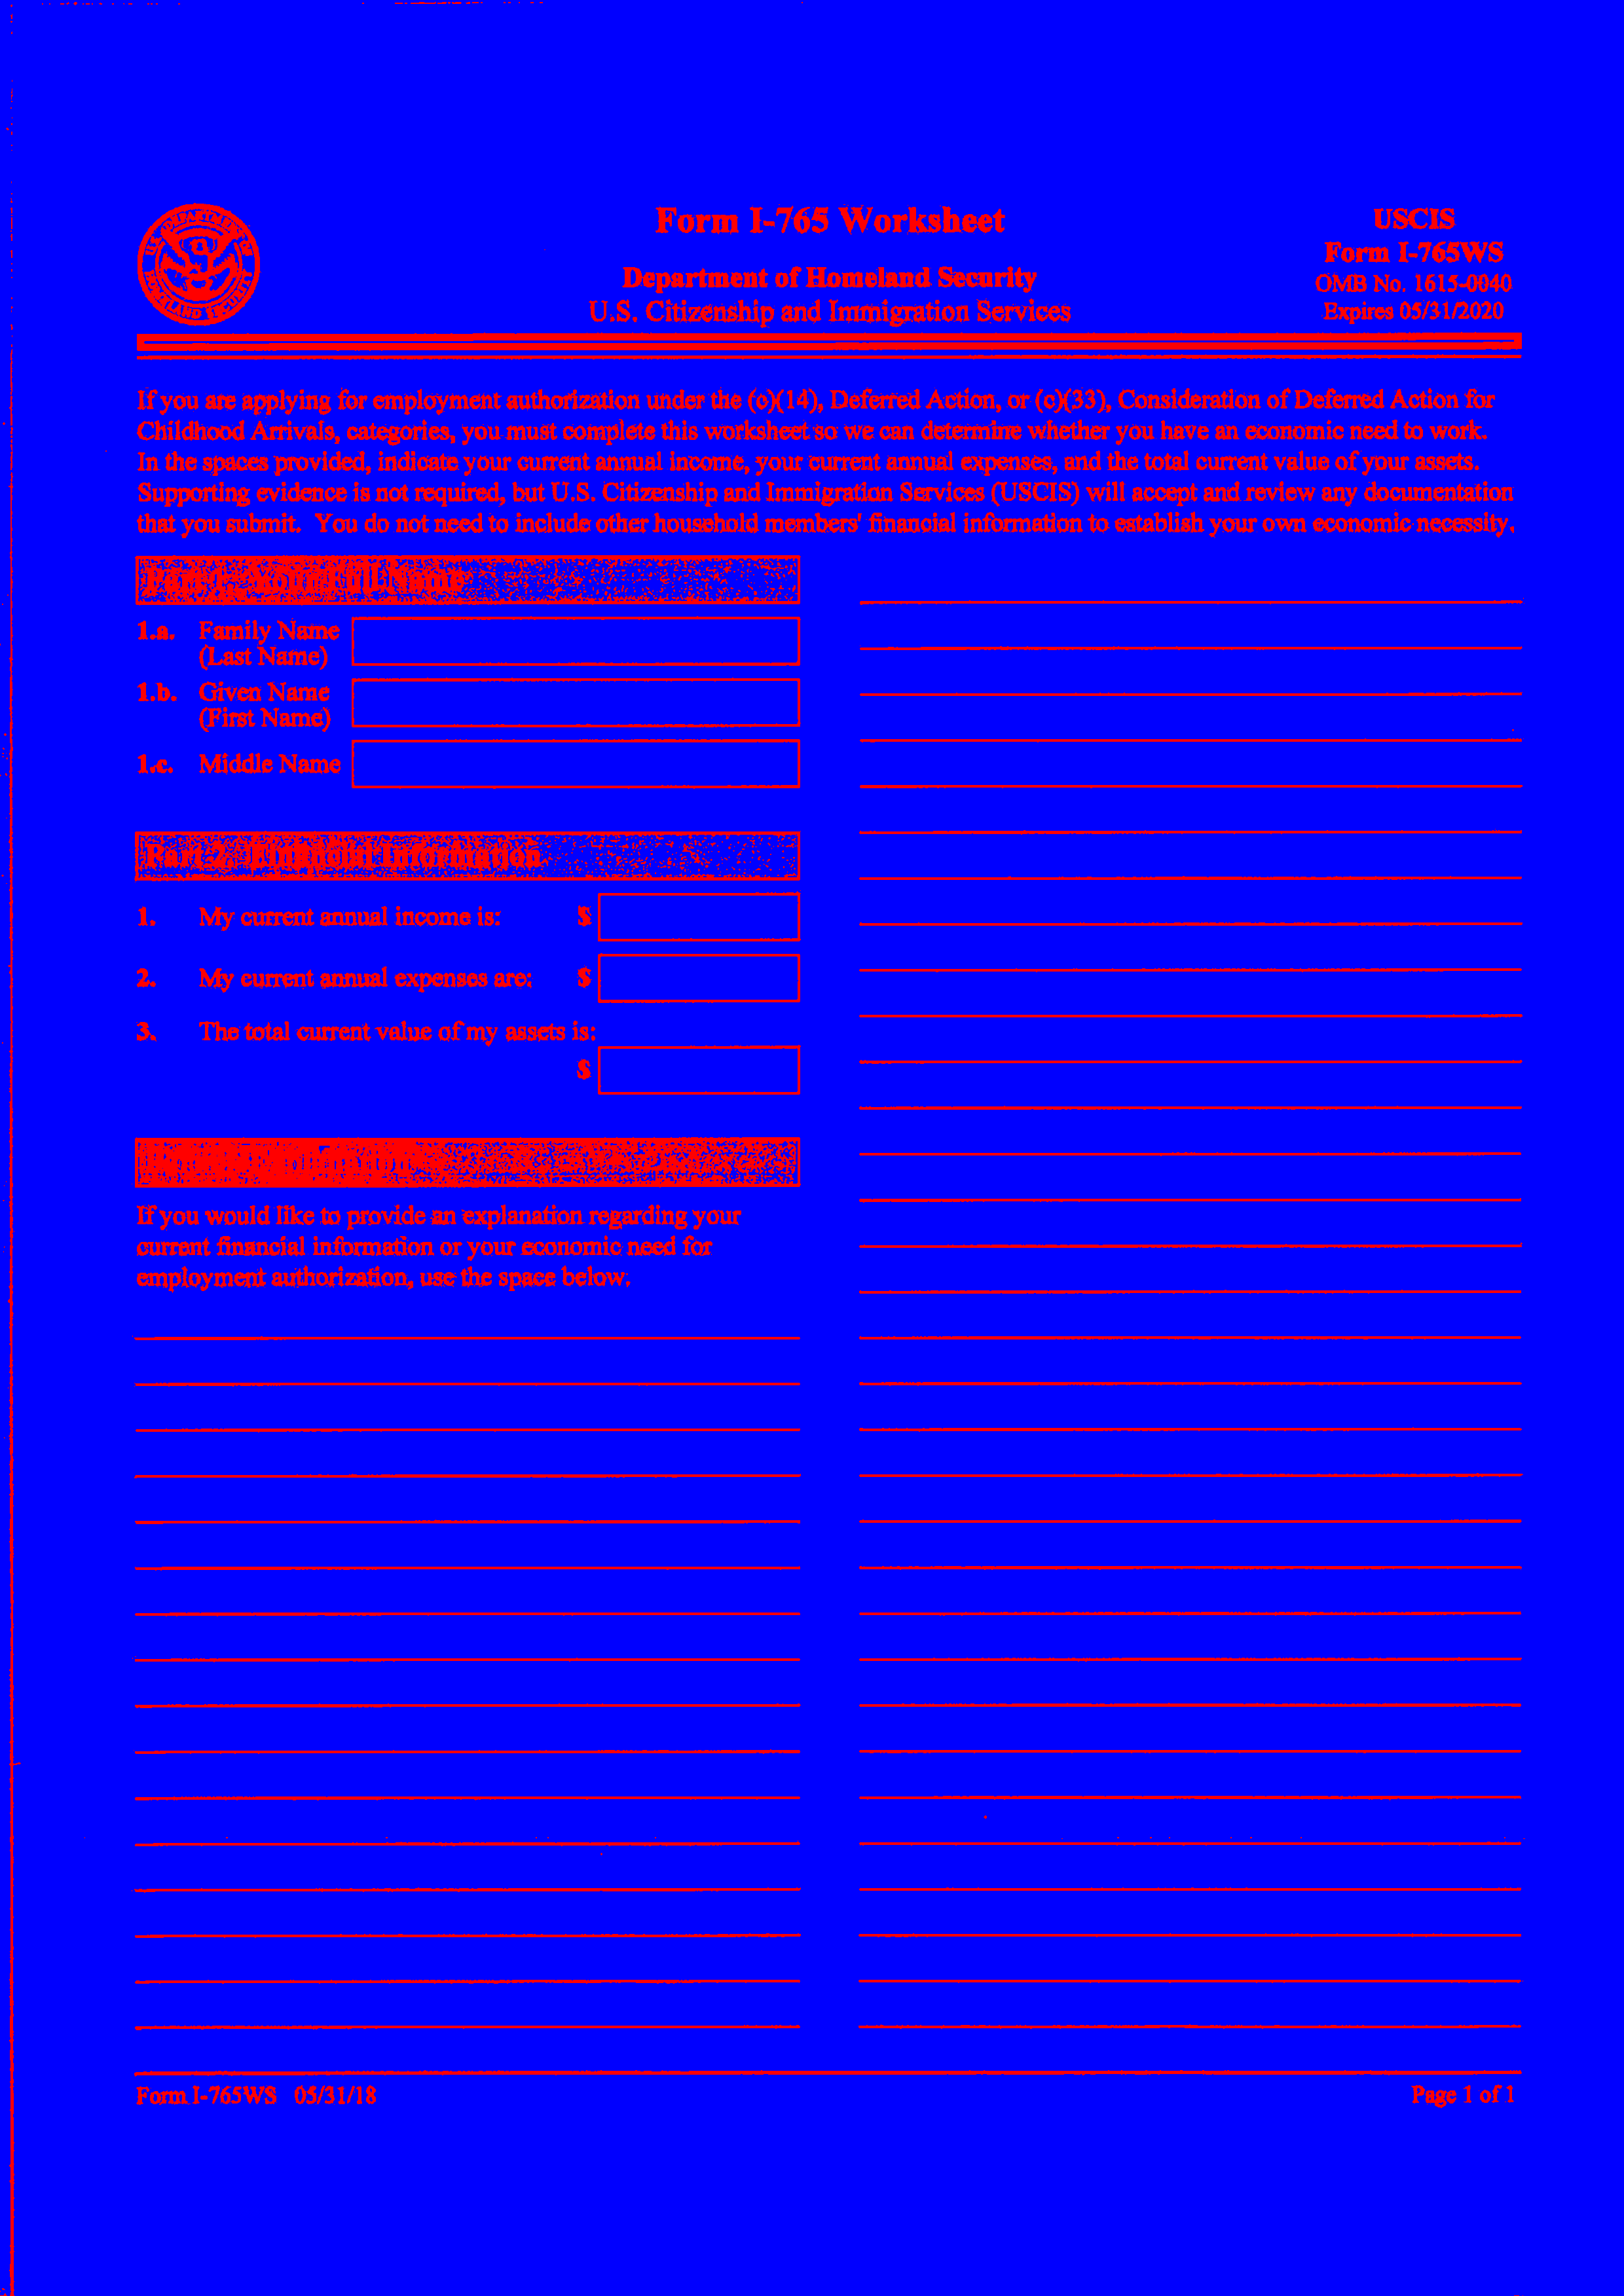 U.S. DEPARTMENT OF HOMELAND SECURITY
Form I-765 Worksheet
Department of Homeland Security
U.S. Citizenship and Immigration Services
USCIS
Form I-765WS
OMB No. 1615-0040
Expires 05/31/2020
If you are applying for employment authorization under the (c)(14), Deferred Action, or (c)(33), Consideration of Deferred Action for
Childhood Arrivals, categories, you must complete this worksheet so we can determine whether you have an economic need to work.
In the spaces provided, indicate your current annual income, your current annual expenses, and the total current value of your assets.
Supporting evidence is not required, but U.S. Citizenship and Immigration Services (USCIS) will accept and review any documentation
that you submit. You do not need to include other household members' financial information to establish your own economic necessity.
Part 1. Your Full Name
1.a. Family Name
(Last Name)
1.b. Given Name
(First Name)
1.c. Middle Name
Part 2. Financial Information
1. My current annual income is: $
2. My current annual expenses are: $
3. The total current value of my assets is:
$
If you would like to provide an explanation regarding your
current financial information or your economic need for
employment authorization, use the space below.
Form I-765WS 05/31/18
Page 1 of 1